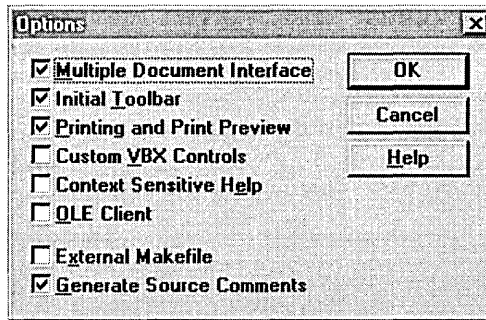 Options
Multiple Document Interface
Initial Toolbar
Printing and Print Preview
Custom VBX Controls
Context Sensitive Help
OLE Client
External Makefile
Generate Source Comments
OK
Cancel
Help